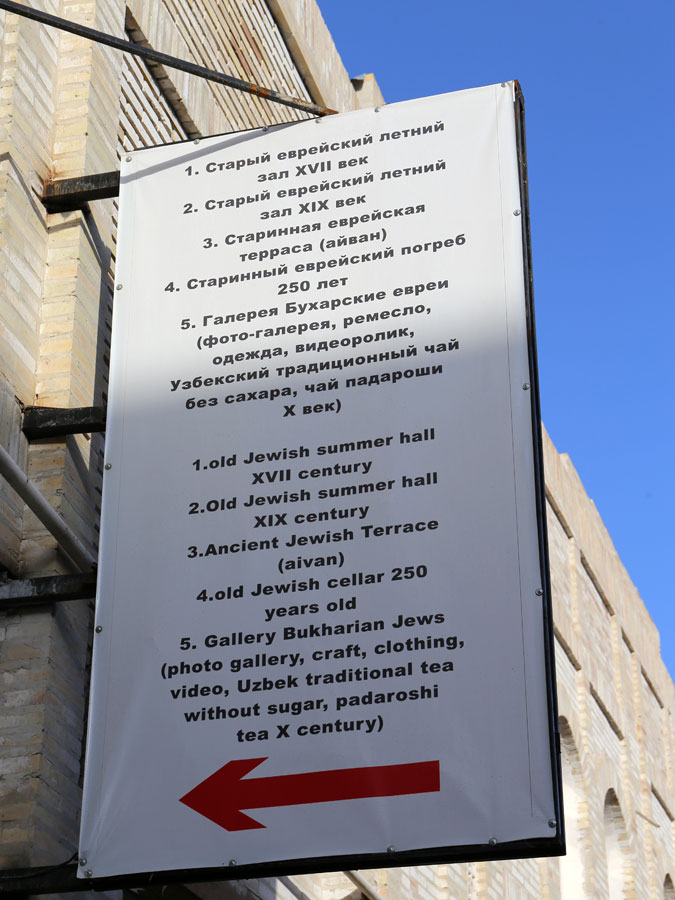 1. Старый еврейский летний
зал XVII век
2. Старый еврейский летний
зал XIX век
3. Старинная еврейская
терраса (айван)
4. Старинный еврейский погреб
250 лет
5. Галерея Бухарские евреи
(фото-галерея, ремесло,
одежда, видеоролик,
Узбекский традиционный чай
без сахара, чай падароши
X век)
1.old Jewish summer hall
XVII century
2.Old Jewish summer hall
XIX century
3.Ancient Jewish Terrace
(aivan)
4.old Jewish cellar 250
years old
5. Gallery Bukharian Jews
(photo gallery, craft, clothing,
video, Uzbek traditional tea
without sugar, padaroshi
tea X century)